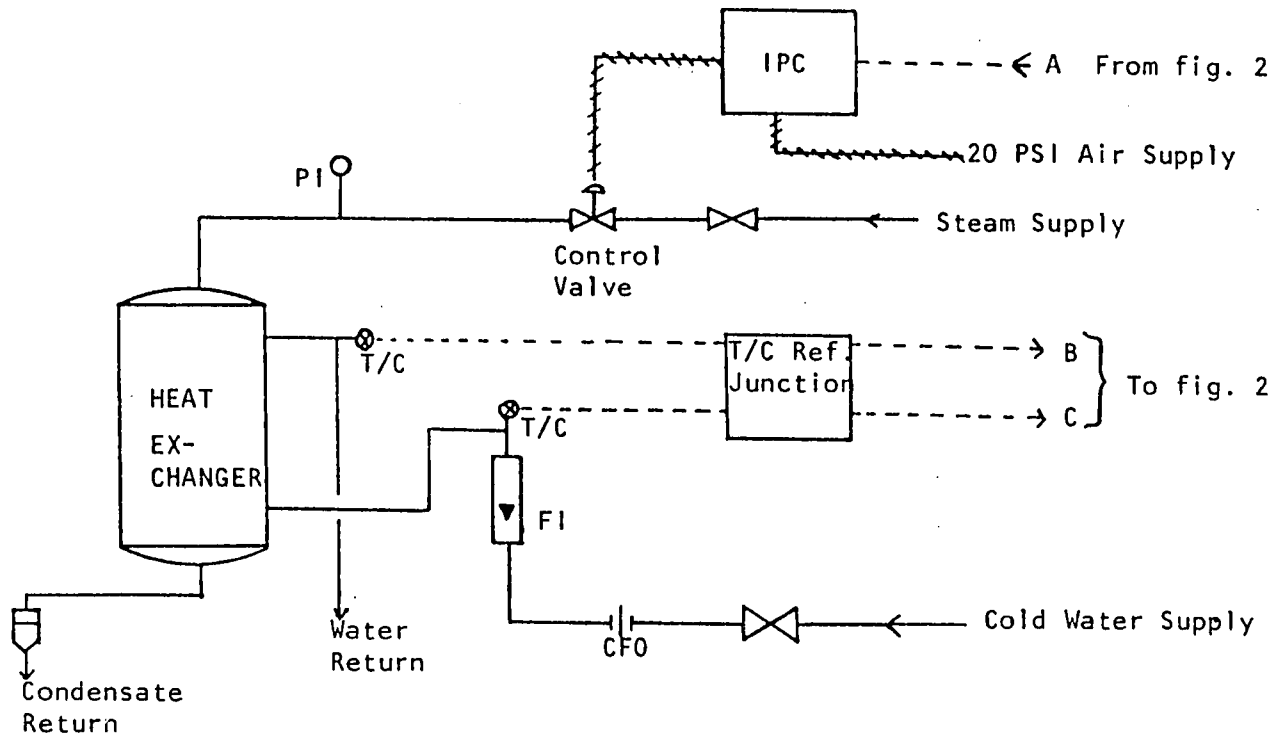 IPC
A From fig. 2
20 PSI Air Supply
PI
Steam Supply
Control
Valve
T/C
T/C Ref.
Junction
B
To fig. 2
C
T/C
HEAT
EX-
CHANGER
FI
Cold Water Supply
CFO
Water
Return
Condensate
Return